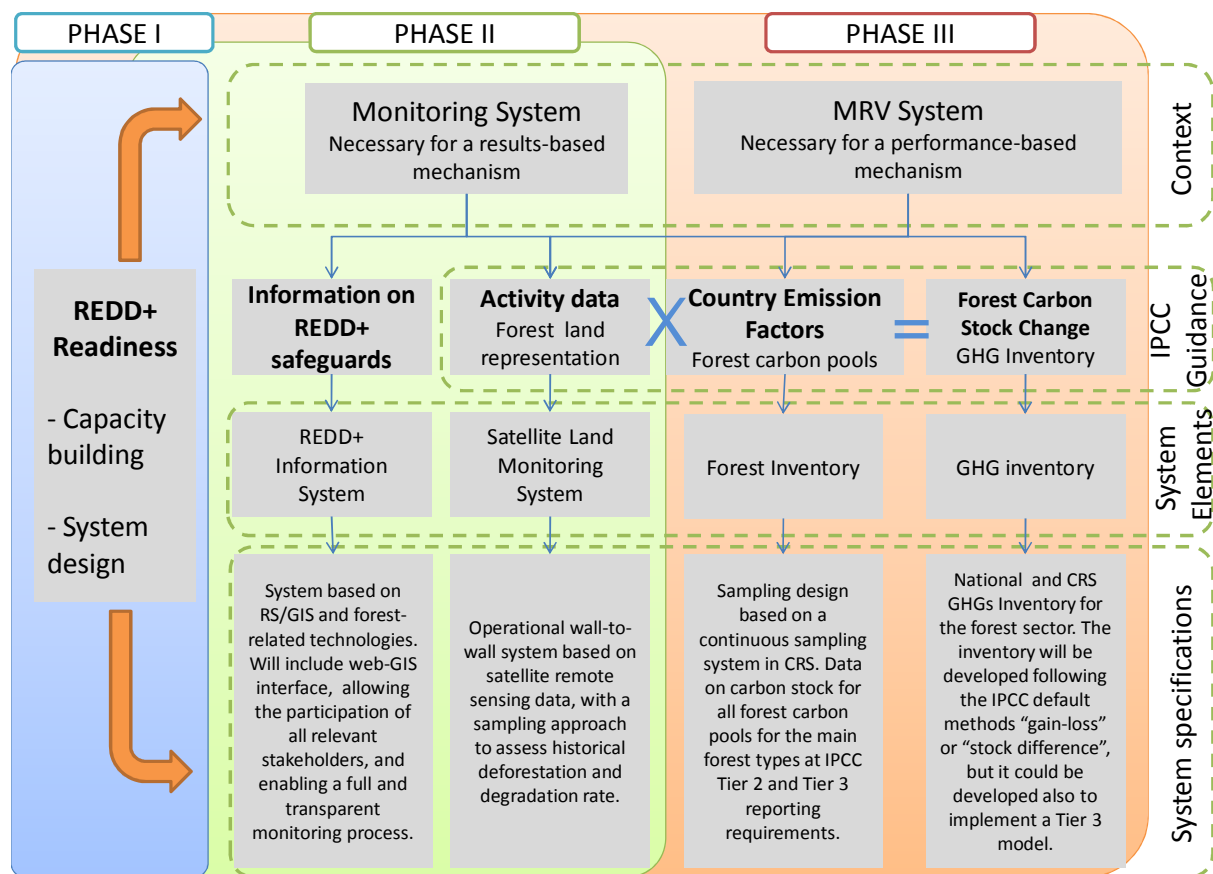 PHASE I
PHASE II
PHASE III
Monitoring System
Necessary for a results-based
mechanism
MRV System
Necessary for a performance-based
mechanism
Context
REDD+
Readiness
- Capacity
building
- System
design
Information on
REDD+
safeguards
Activity data
Forest land
representation
X
Country Emission
Factors
Forest carbon pools
=
Forest Carbon
Stock Change
GHG Inventory
IPCC
Guidance
REDD+
Information
System
Satellite Land
Monitoring
System
Forest Inventory
GHG inventory
System
Elements
System based on
RS/GIS and forest-
related technologies.
Will include web-GIS
interface, allowing
the participation of
all relevant
stakeholders, and
enabling a full and
transparent
monitoring process.
Operational wall-to-
wall system based on
satellite remote
sensing data, with a
sampling approach
to assess historical
deforestation and
degradation rate.
Sampling design
based on a
continuous sampling
system in CRS. Data
on carbon stock for
all forest carbon
pools for the main
forest types at IPCC
Tier 2 and Tier 3
reporting
requirements.
National and CRS
GHGs Inventory for
the forest sector. The
inventory will be
developed following
the IPCC default
methods “gain-loss”
or “stock difference”,
but it could be
developed also to
implement a Tier 3
model.
System specifications